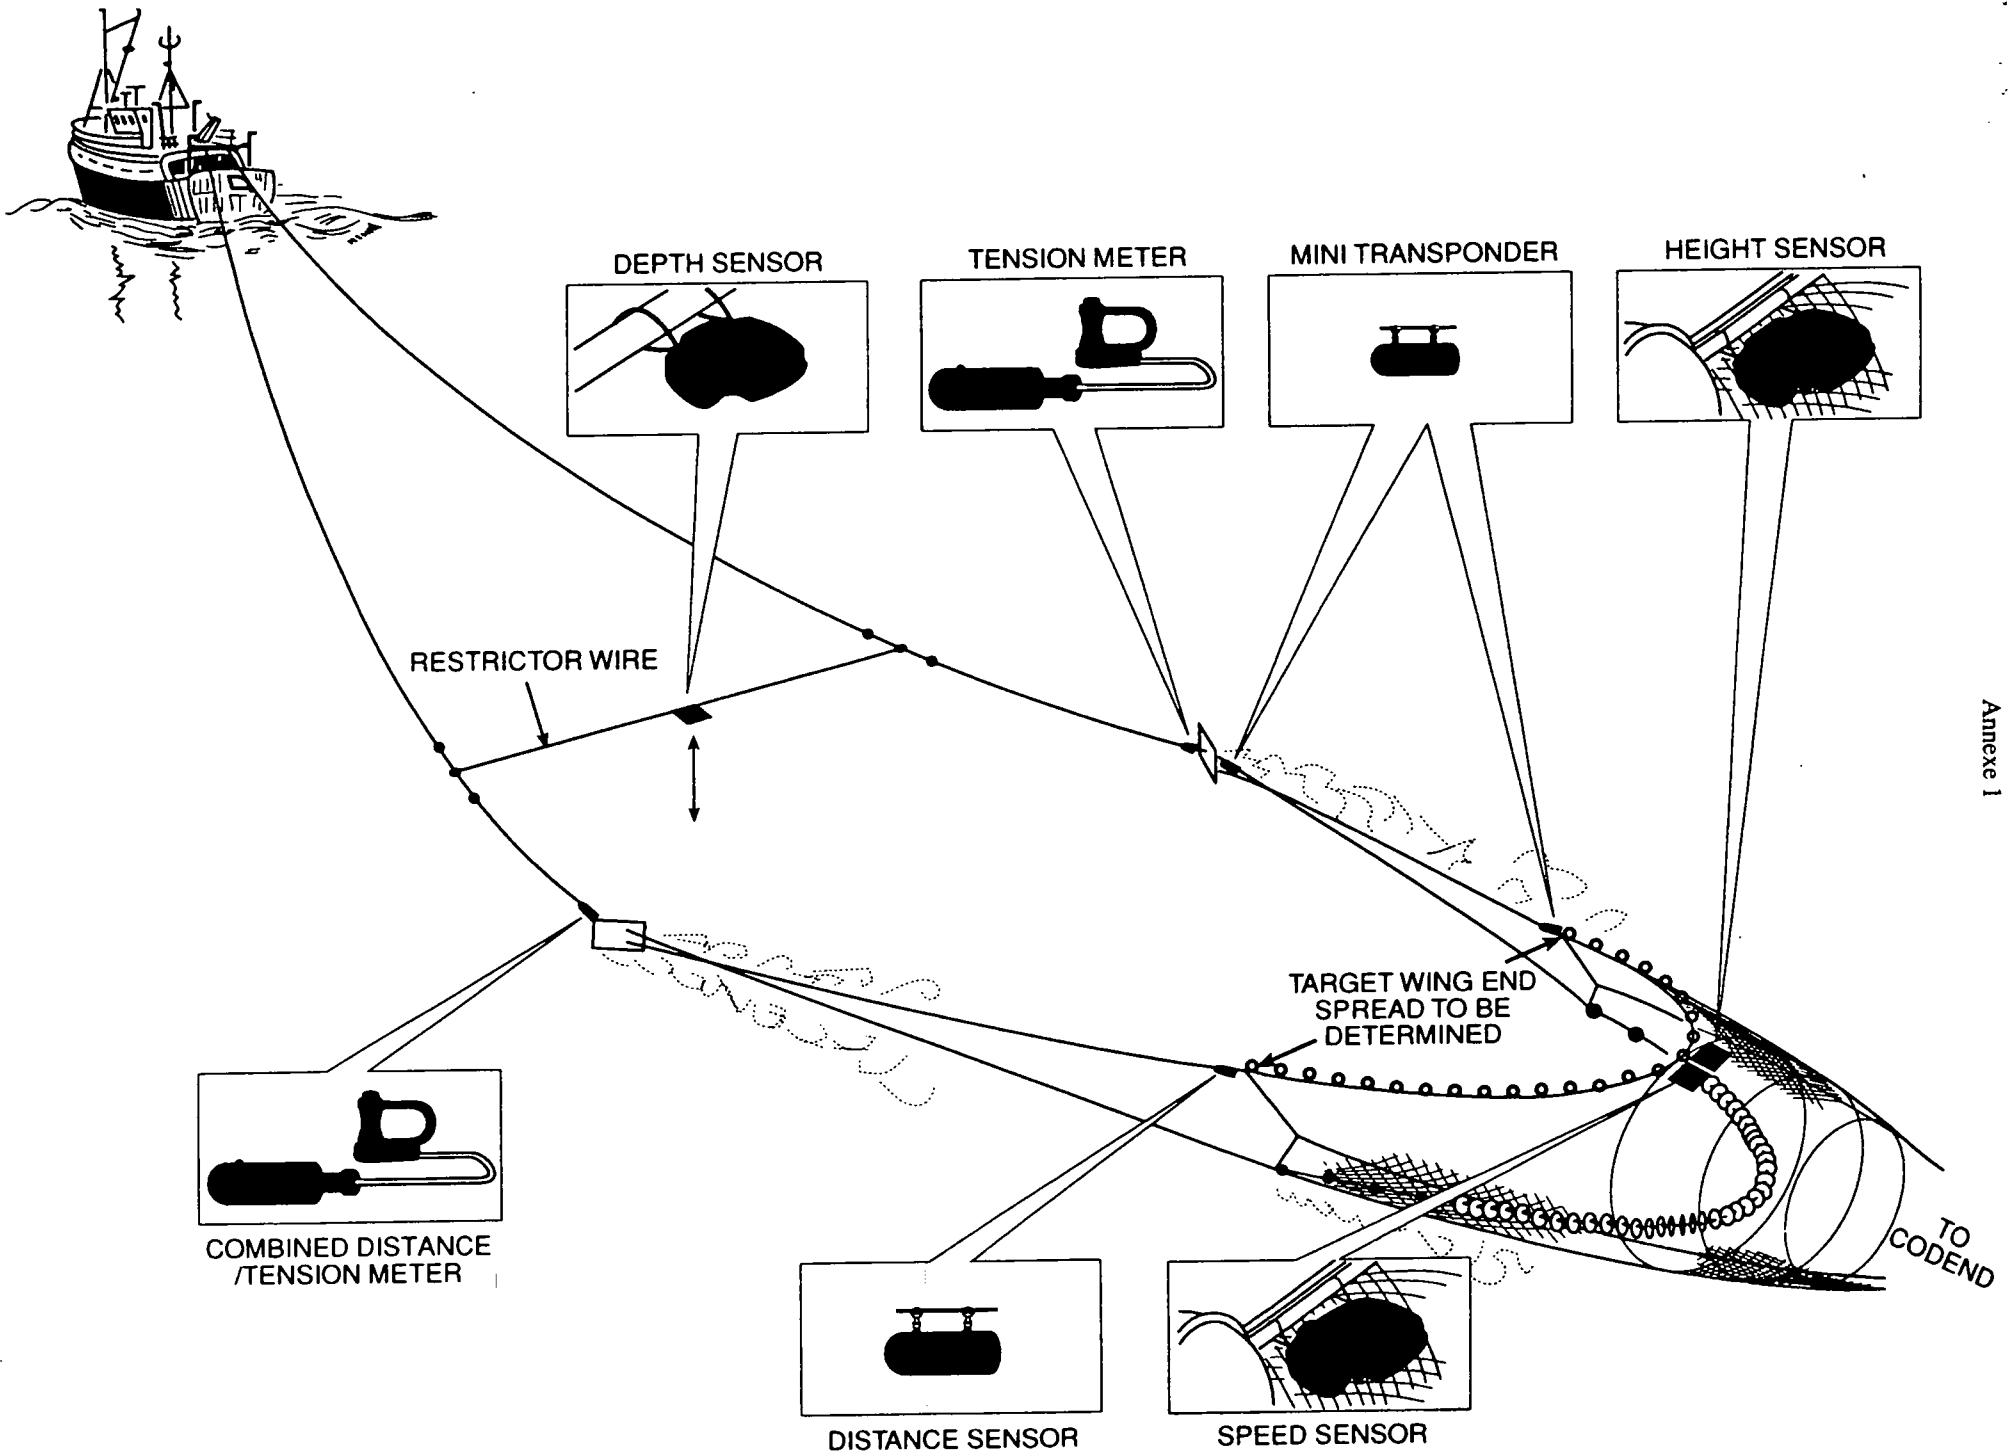 DEPTH SENSOR
TENSION METER
MINI TRANSPONDER
HEIGHT SENSOR
RESTRICTOR WIRE
Annexe 1
TARGET WING END
SPREAD TO BE
DETERMINED
TO
CODEND
COMBINED DISTANCE
/TENSION METER
DISTANCE SENSOR
SPEED SENSOR